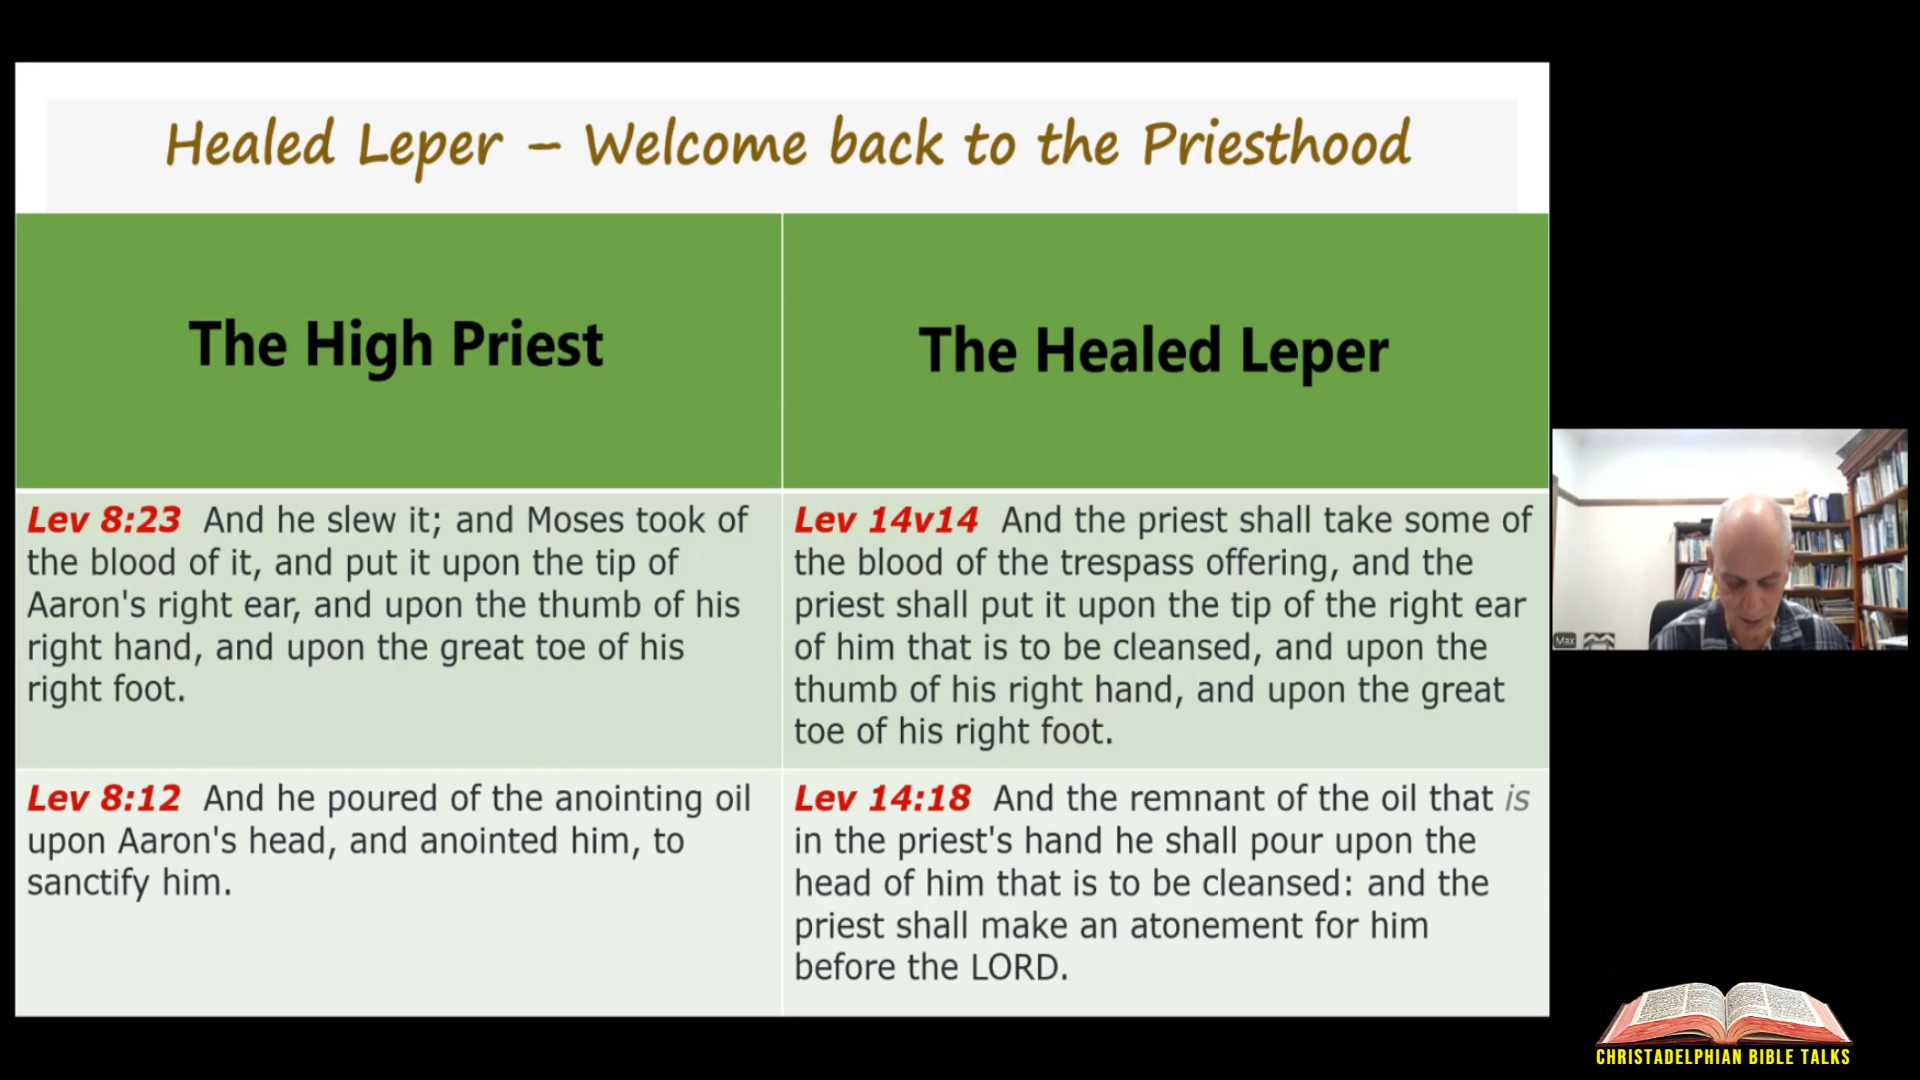 Healed Leper – Welcome back to the Priesthood
The High Priest
The Healed Leper
Lev 8:23 And he slew it; and Moses took of
the blood of it, and put it upon the tip of
Aaron's right ear, and upon the thumb of his
right hand, and upon the great toe of his
right foot.
Lev 14v14 And the priest shall take some of
the blood of the trespass offering, and the
priest shall put it upon the tip of the right ear
of him that is to be cleansed, and upon the
thumb of his right hand, and upon the great
toe of his right foot.
Lev 8:12 And he poured of the anointing oil
upon Aaron's head, and anointed him, to
sanctify him.
Lev 14:18 And the remnant of the oil that is
in the priest's hand he shall pour upon the
head of him that is to be cleansed: and the
priest shall make an atonement for him
before the LORD.
Max
CHRISTADELPHIAN BIBLE TALKS